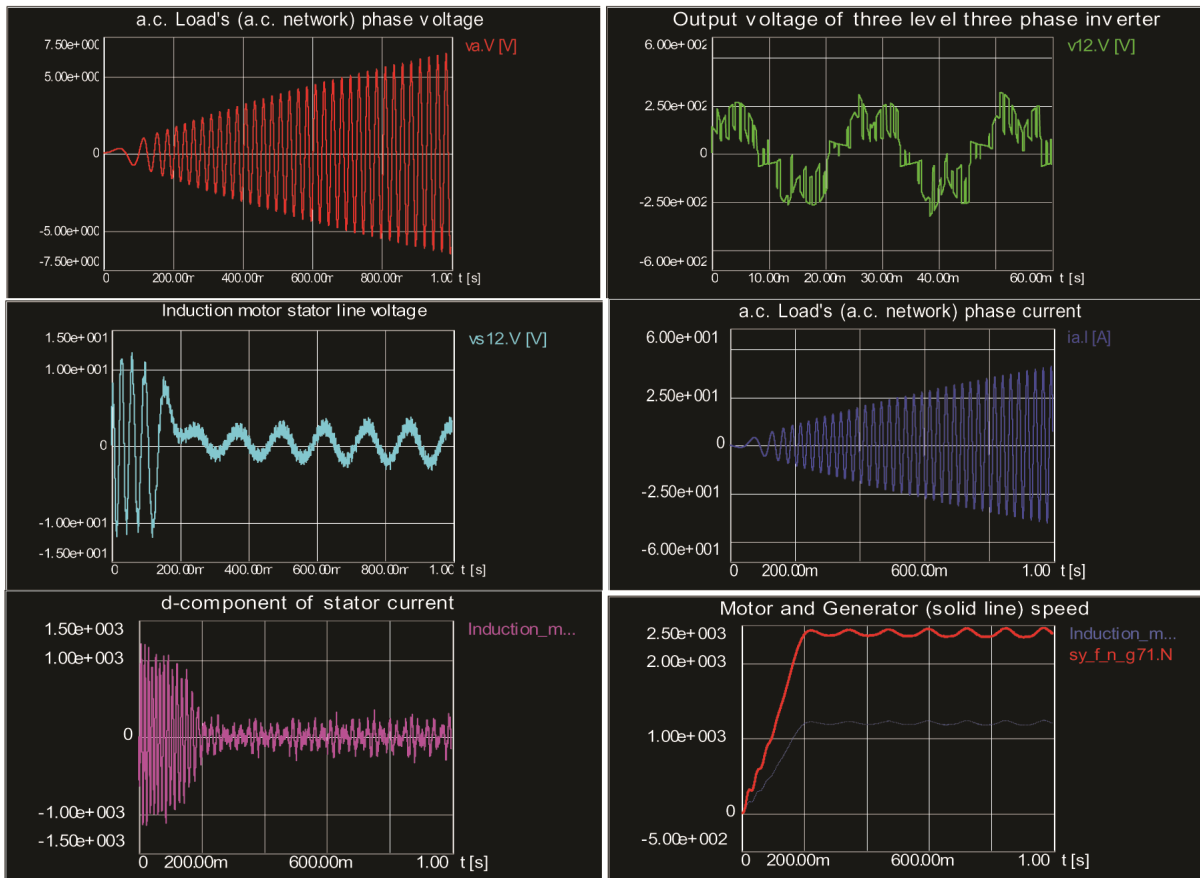 a.c. Load's (a.c. network) phase voltage
va.V [V]
7.50e+000
5.00e+000
0
-5.00e+000
-7.50e+000
0 200.00m 400.00m 600.00m 800.00m 1.00 t [s]
Output voltage of three level three phase inverter
v12.V [V]
6.00e+002
2.50e+002
0
-2.50e+002
-6.00e+002
0 10.00m 20.00m 30.00m 40.00m 60.00m t [s]
Induction motor stator line voltage
vs12.V [V]
1.50e+001
1.00e+001
0
-1.00e+001
-1.50e+001
0 200.00m 400.00m 600.00m 800.00m 1.00 t [s]
a.c. Load's (a.c. network) phase current
ia.I [A]
6.00e+001
2.50e+001
0
-2.50e+001
-6.00e+001
0 200.00m 600.00m 1.00 t [s]
d-component of stator current
Induction_m...
1.50e+003
1.00e+003
0
-1.00e+003
-1.50e+003
0 200.00m 600.00m 1.00 t [s]
Motor and Generator (solid line) speed
Induction_m...
sy_f_n_g71.N
2.50e+003
2.00e+003
1.00e+003
0
-5.00e+002
0 200.00m 600.00m 1.00 t [s]